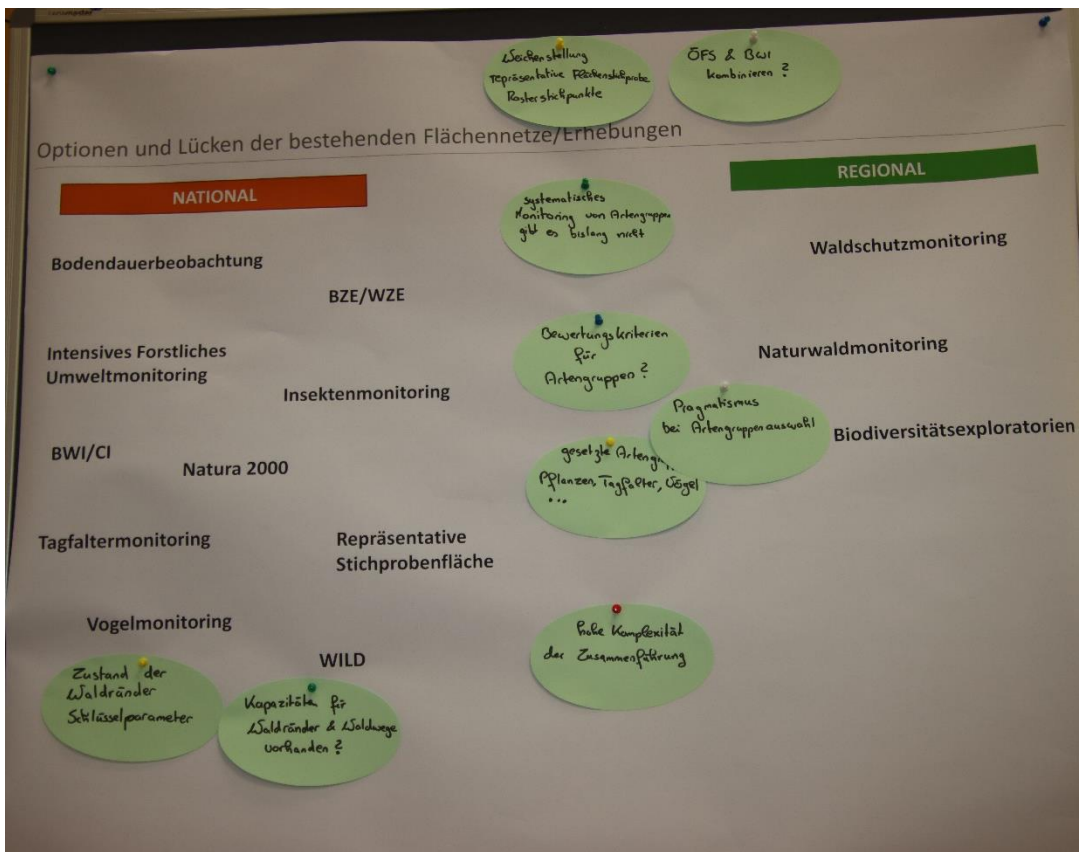 Weichenstellung
repräsentative Flächenstichprobe
Rasterstichpunkte
ÖFS & BWI
kombinieren ?
Optionen und Lücken der bestehenden Flächennetze/Erhebungen
NATIONAL
REGIONAL
systematisches
Monitoring von Artengruppen
gibt es bislang nicht
Waldschutzmonitoring
Bodendauerbeobachtung
BZE/WZE
Bewertungskriterien
für
Artengruppen ?
Naturwaldmonitoring
Intensives Forstliches
Umweltmonitoring
Insektenmonitoring
Pragmatismus
bei Artengruppenauswahl
Biodiversitätsexploratorien
BWI/CI
Natura 2000
gesetzte
Pflanzen, Tagfalter, Vögel
...
Tagfaltermonitoring
Repräsentative
Stichprobenfläche
Vogelmonitoring
WILD
hohe Komplexität
der Zusammenführung
Zustand der
Waldränder
Schlüsselparameter
Kapazitäten für
Waldränder & Waldwege
vorhanden ?